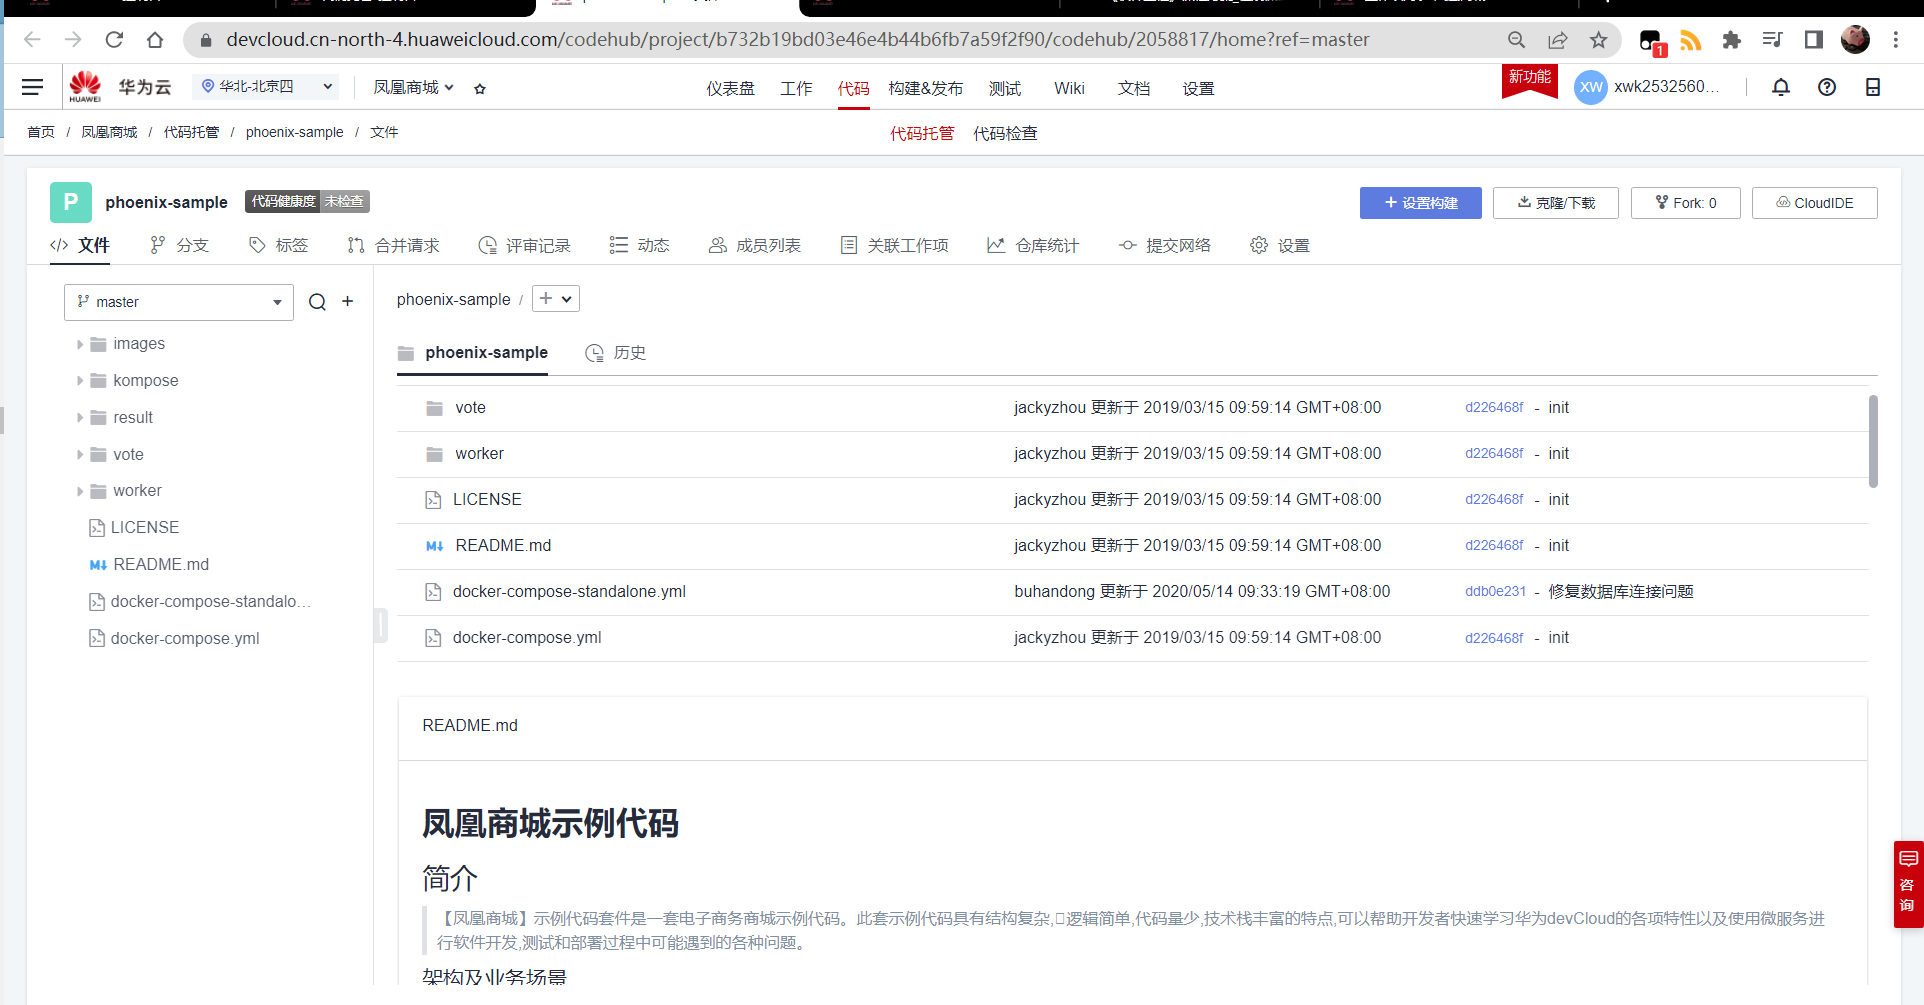 devcloud.cn-north-4.huaweicloud.com/codehub/project/b732b19bd03e46e4b44b6fb7a59f2f90/codehub/2058817/home?ref=master
1
HUAWEI
华为云
华北-北京四
凤凰商城
仪表盘
工作
代码
构建&发布
测试
Wiki
文档
设置
新功能
XW
xwk2532560...
首页 / 凤凰商城 / 代码托管 / phoenix-sample / 文件
代码托管
代码检查
P
phoenix-sample
代码健康度 未检查
+ 设置构建
克隆/下载
Fork: 0
CloudIDE
</> 文件
分支
标签
合并请求
评审记录
动态
成员列表
关联工作项
仓库统计
提交网络
设置
master
images
kompose
result
vote
worker
LICENSE
README.md
docker-compose-standalo...
docker-compose.yml
phoenix-sample /
phoenix-sample
历史
vote jackyzhou 更新于 2019/03/15 09:59:14 GMT+08:00 d226468f - init
worker jackyzhou 更新于 2019/03/15 09:59:14 GMT+08:00 d226468f - init
LICENSE jackyzhou 更新于 2019/03/15 09:59:14 GMT+08:00 d226468f - init
README.md jackyzhou 更新于 2019/03/15 09:59:14 GMT+08:00 d226468f - init
docker-compose-standalone.yml buhandong 更新于 2020/05/14 09:33:19 GMT+08:00 ddb0e231 - 修复数据库连接问题
docker-compose.yml jackyzhou 更新于 2019/03/15 09:59:14 GMT+08:00 d226468f - init
README.md
凤凰商城示例代码
简介
【凤凰商城】示例代码套件是一套电子商务商城示例代码。此套示例代码具有结构复杂,逻辑简单,代码量少,技术栈丰富的特点,可以帮助开发者快速学习华为devCloud的各项特性以及使用微服务进
行软件开发,测试和部署过程中可能遇到的各种问题。
架构及业务场景
咨
询